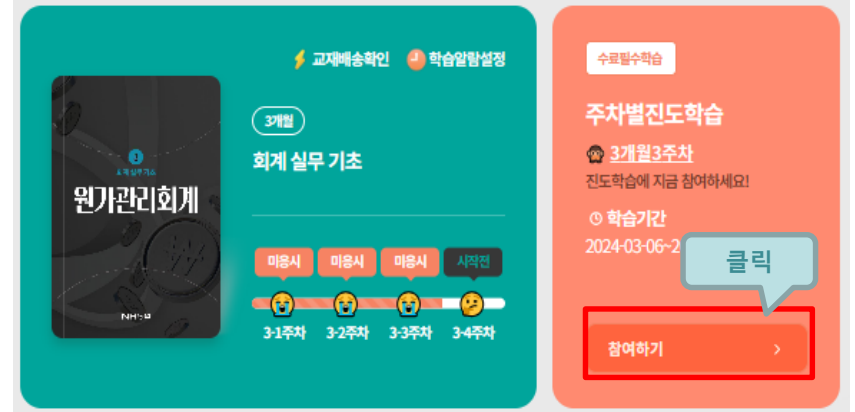 교재배송확인 학습알람설정
3개월
회계 실무 기초
원가관리회계
미응시 미응시 미응시 시작전
3-1주차 3-2주차 3-3주차 3-4주차
수료필수학습
주차별진도학습
3개월3주차
진도학습에 지금 참여하세요!
학습기간
2024-03-06~2
클릭
참여하기